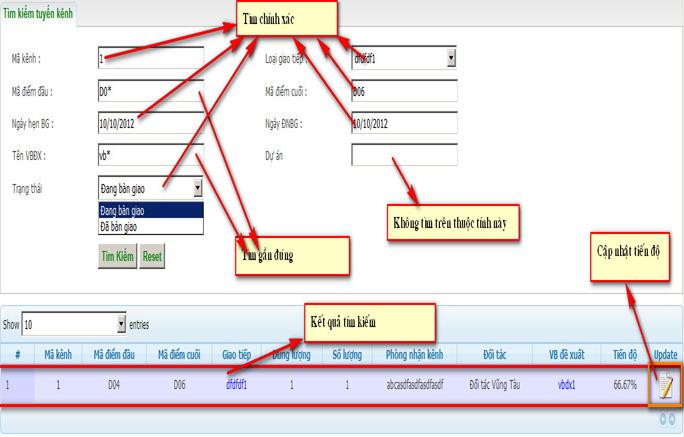 Tìm kiếm tuyến kênh
Tìm chính xác
Mã kênh : 1 Loại giao tiếp : dfdfdf1
Mã điểm đầu : D0* Mã điểm cuối : D06
Ngày hẹn BG : 10/10/2012 Ngày ĐNBG : 10/10/2012
Tên VBĐX : vb* Dự án
Trạng thái Đang bàn giao
Đang bàn giao
Đã bàn giao
Không tìm trên thuộc tính này
Tìm Kiếm Reset
Tìm gần đúng
Cập nhật tiến độ
Kết quả tìm kiếm
Show 10 entries
# Mã kênh Mã điểm đầu Mã điểm cuối Giao tiếp Dung lượng Số lượng Phòng nhận kênh Đối tác VB đề xuất Tiến độ Update
1 1 D04 D06 dfdfdf1 1 1 abcasdfasdfasdfasdf Đối tác Vũng Tàu vbdx1 66.67%